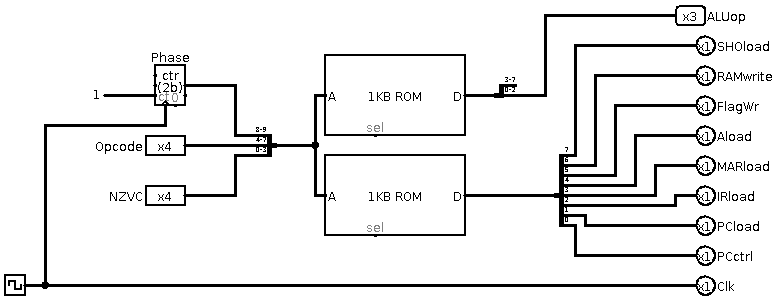 x3 ALUop
x1 SHOload
Phase
ctr
(2b)
ct0
1
3-7
0-2
x1 RAMwrite
A 1KB ROM D
sel
x1 FlagWr
8-9
4-7
0-3
Opcode x4
x1 Aload
7
6
5
4
3
2
1
0
x1 MARload
NZVC x4
A 1KB ROM D
sel
x1 IRload
x1 PCload
x1 PCctrl
x1 Clk